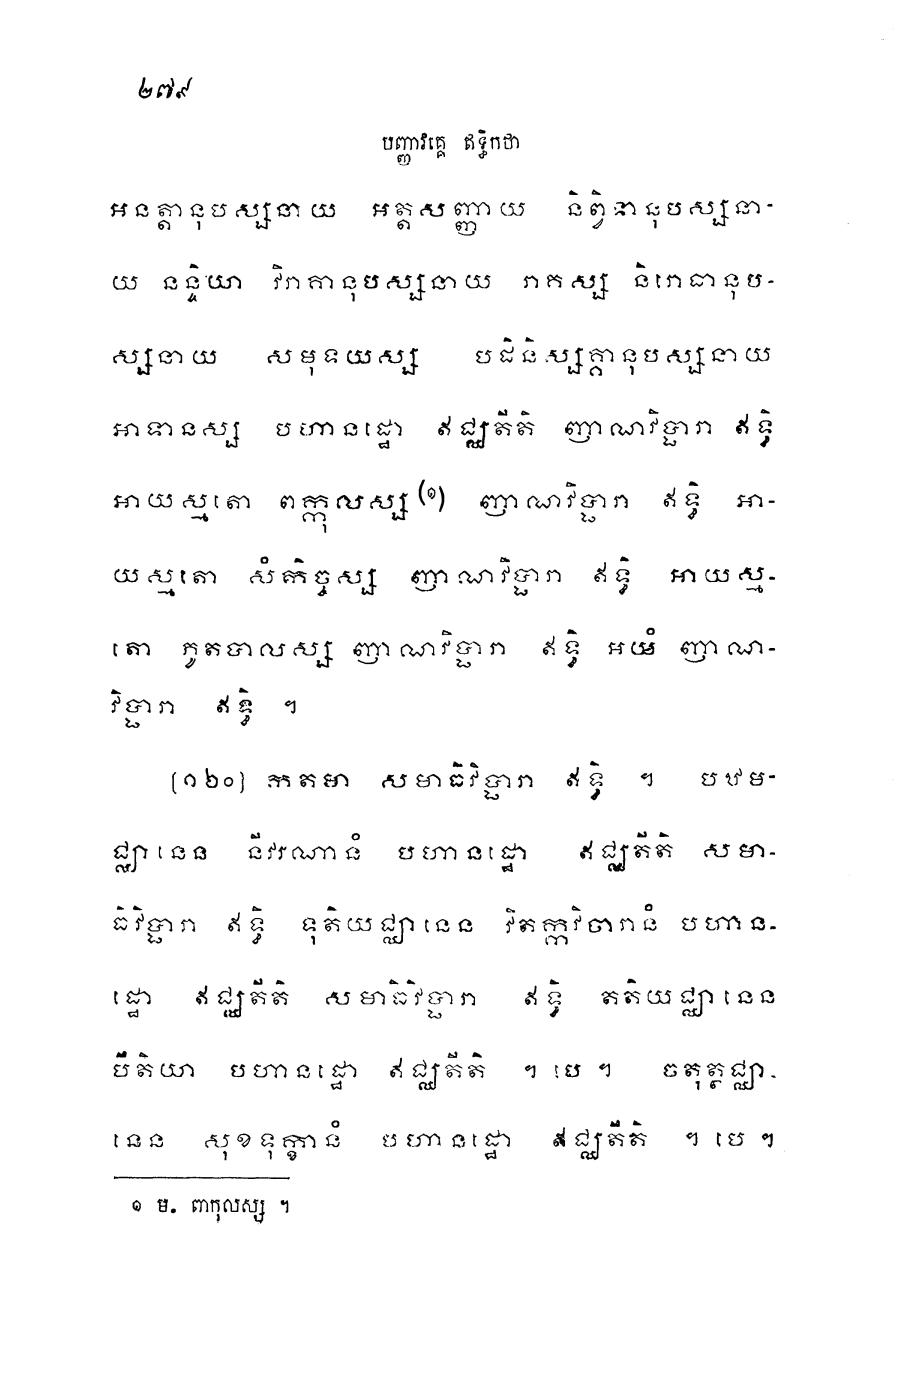 ២៧៩
បញ្ញាវគ្គេ ឥទ្ធិកថា
អនត្តានុបស្សនាយ អត្តសញ្ញាយ និព្វិទានុបស្សនា-
យ នន្ទិយា វិរាគានុបស្សនាយ រាគស្ស និរោធានុប-
ស្សនាយ សមុទយស្ស បដិនិស្សគ្គានុបស្សនាយ
អាទានស្ស បហានដ្ឋោ ឥជ្ឈតីតិ ញាណវិប្ផារា ឥទ្ធិ
អាយស្មតោ ពក្កុលស្ស(១) ញាណវិប្ផារា ឥទ្ធិ អា-
យស្មតោ សំកិច្ចស្ស ញាណវិប្ផារា ឥទ្ធិ អាយស្ម-
តោ ភូតបាលស្ស ញាណវិប្ផារា ឥទ្ធិ អយំ ញាណ-
វិប្ផារា ឥទ្ធិ ។
(១២០) កតមា សមាធិវិប្ផារា ឥទ្ធិ ។ បឋម-
ជ្ឈានេន នីវរណានំ បហានដ្ឋោ ឥជ្ឈតីតិ សមា-
ធិវិប្ផារា ឥទ្ធិ ទុតិយជ្ឈានេន វិតក្កវិចារានំ បហាន-
ដ្ឋោ ឥជ្ឈតីតិ សមាធិវិប្ផារា ឥទ្ធិ តតិយជ្ឈានេន
បីតិយា បហានដ្ឋោ ឥជ្ឈតីតិ ។ បេ ។ ចតុត្ថជ្ឈា-
នេន សុខទុក្ខានំ បហានដ្ឋោ ឥជ្ឈតីតិ ។ បេ ។
១ ម. ពាកុលស្ស ។